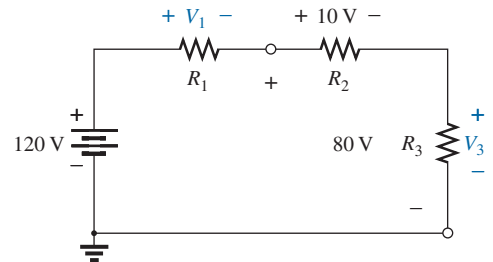 + V₁ − + 10 V −
R₁ + R₂
+ +
120 V 80 V R₃ V₃
− −
−